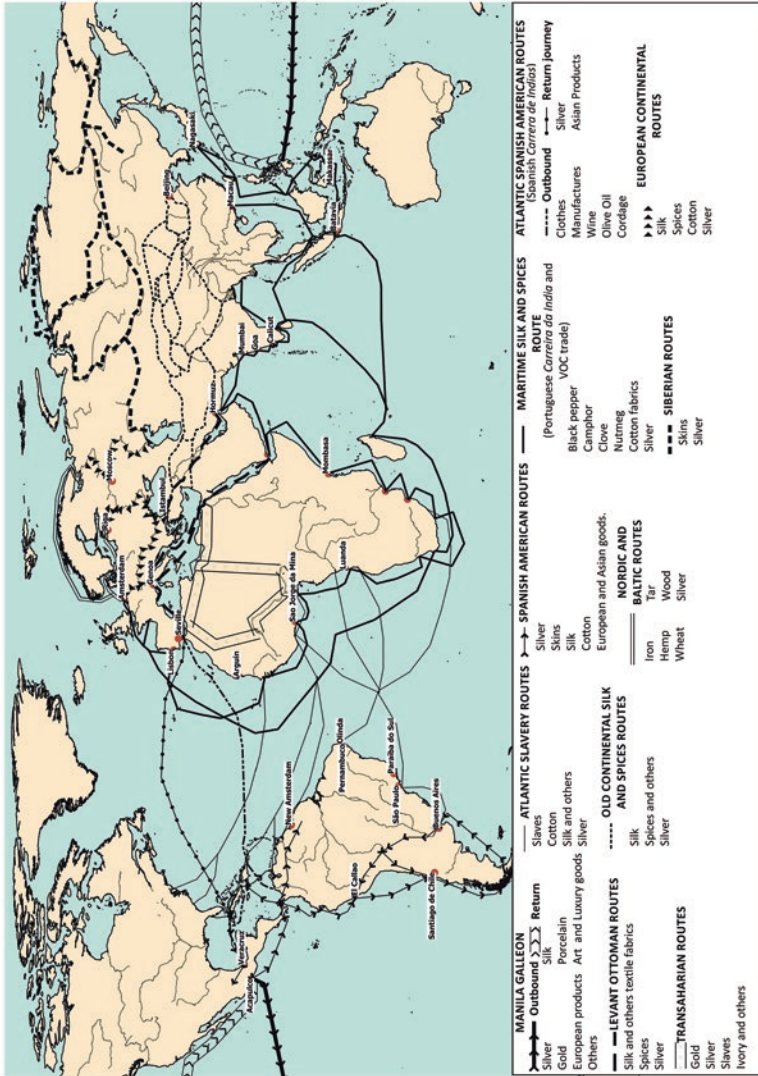 Nagasaki
Beijing
Moscow
Riga
Macau
Makassar
Estambul
Amsterdam
Genoa
Hormuz
Mumbai
Goa
Calicut
Batavia
Lisbon
Seville
Arguin
Mombasa
Sao Jorge da Mina
Luanda
Veracruz
Acapulco
New Amsterdam
Olinda
Pernambuco
El Callao
Paraiba do Sul
São Paulo
Buenos Aires
Santiago de Chile
MANILA GALLEON
Outbound Return
Silver Silk
Gold Porcelain
European products Art and Luxury goods
Others
LEVANT OTTOMAN ROUTES
Silk and others textile fabrics
Spices
Silver
TRANSAHARIAN ROUTES
Gold
Silver
Slaves
Ivory and others
ATLANTIC SLAVERY ROUTES
Slaves
Cotton
Silk and others
Silver
OLD CONTINENTAL SILK
AND SPICES ROUTES
Silk
Spices and others
Silver
SPANISH AMERICAN ROUTES
Silver
Skins
Silk
Cotton
European and Asian goods.
NORDIC AND
BALTIC ROUTES
Iron Tar
Hemp Wood
Wheat Silver
MARITIME SILK AND SPICES
ROUTE
(Portuguese Carreira da India and
VOC trade)
Black pepper
Camphor
Clove
Nutmeg
Cotton fabrics
Silver
SIBERIAN ROUTES
Skins
Silver
ATLANTIC SPANISH AMERICAN ROUTES
(Spanish Carrera de Indias)
Outbound Return journey
Clothes Silver
Manufactures Asian Products
Wine
Olive Oil
Cordage
EUROPEAN CONTINENTAL
ROUTES
Silk
Spices
Cotton
Silver